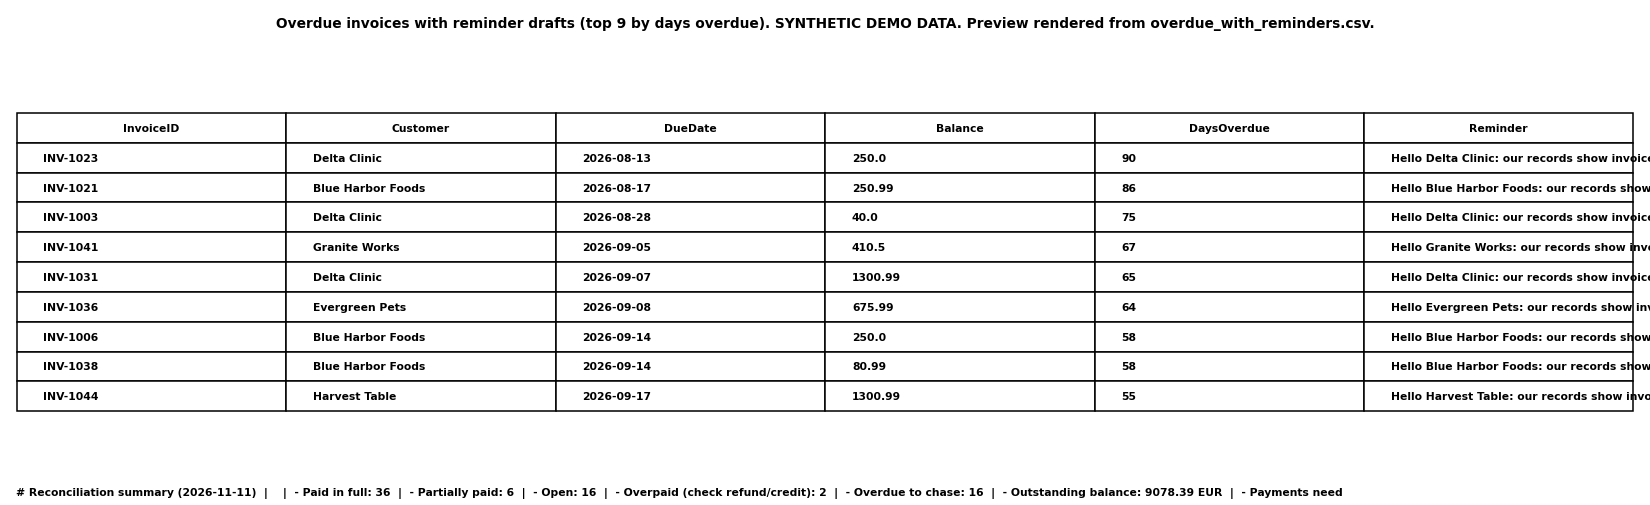 Overdue invoices with reminder drafts (top 9 by days overdue). SYNTHETIC DEMO DATA. Preview rendered from overdue_with_reminders.csv.
InvoiceID Customer DueDate Balance DaysOverdue Reminder
INV-1023 Delta Clinic 2026-08-13 250.0 90 Hello Delta Clinic: our records show invoice
INV-1021 Blue Harbor Foods 2026-08-17 250.99 86 Hello Blue Harbor Foods: our records show
INV-1003 Delta Clinic 2026-08-28 40.0 75 Hello Delta Clinic: our records show invoice
INV-1041 Granite Works 2026-09-05 410.5 67 Hello Granite Works: our records show
INV-1031 Delta Clinic 2026-09-07 1300.99 65 Hello Delta Clinic: our records show invoice
INV-1036 Evergreen Pets 2026-09-08 675.99 64 Hello Evergreen Pets: our records show
INV-1006 Blue Harbor Foods 2026-09-14 250.0 58 Hello Blue Harbor Foods: our records show
INV-1038 Blue Harbor Foods 2026-09-14 80.99 58 Hello Blue Harbor Foods: our records show
INV-1044 Harvest Table 2026-09-17 1300.99 55 Hello Harvest Table: our records show
# Reconciliation summary (2026-11-11) | | - Paid in full: 36 | - Partially paid: 6 | - Open: 16 | - Overpaid (check refund/credit): 2 | - Overdue to chase: 16 | - Outstanding balance: 9078.39 EUR | - Payments need